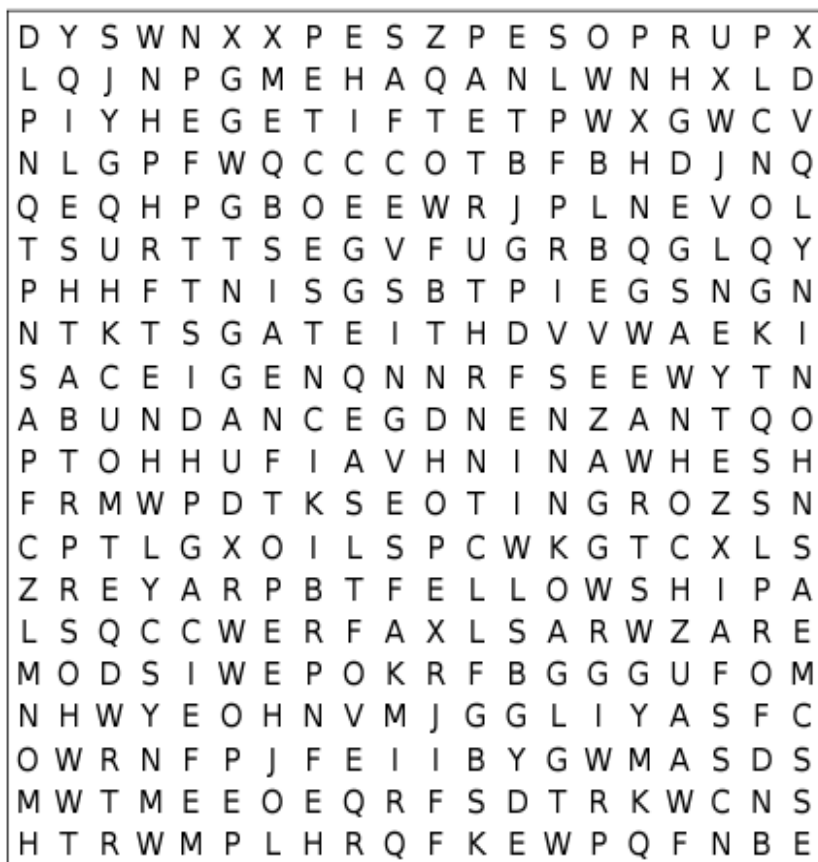 D Y S W N X X P E S Z P E S O P R U P X
L Q J N P G M E H A Q A N L W N H X L D
P I Y H E G E T I F T E T P W X G W C V
N L G P F W Q C C C O T B F B H D J N Q
Q E Q H P G B O E E W R J P L N E V O L
T S U R T T S E G V F U G R B Q G L Q Y
P H H F T N I S G S B T P I E G S N G N
N T K T S G A T E I T H D V V W A E K I
S A C E I G E N Q N N R F S E E W Y T N
A B U N D A N C E G D N E N Z A N T Q O
P T O H H U F I A V H N I N A W H E S H
F R M W P D T K S E O T I N G R O Z S N
C P T L G X O I L S P C W K G T C X L S
Z R E Y A R P B T F E L L O W S H I P A
L S Q C C W E R F A X L S A R W Z A R E
M O D S I W E P O K R F B G G G U F O M
N H W Y E O H N V M J G G L I Y A S F C
O W R N F P J F E I I B Y G W M A S D S
M W T M E E O E Q R F S D T R K W C N S
H T R W M P L H R Q F K E W P Q F N B E